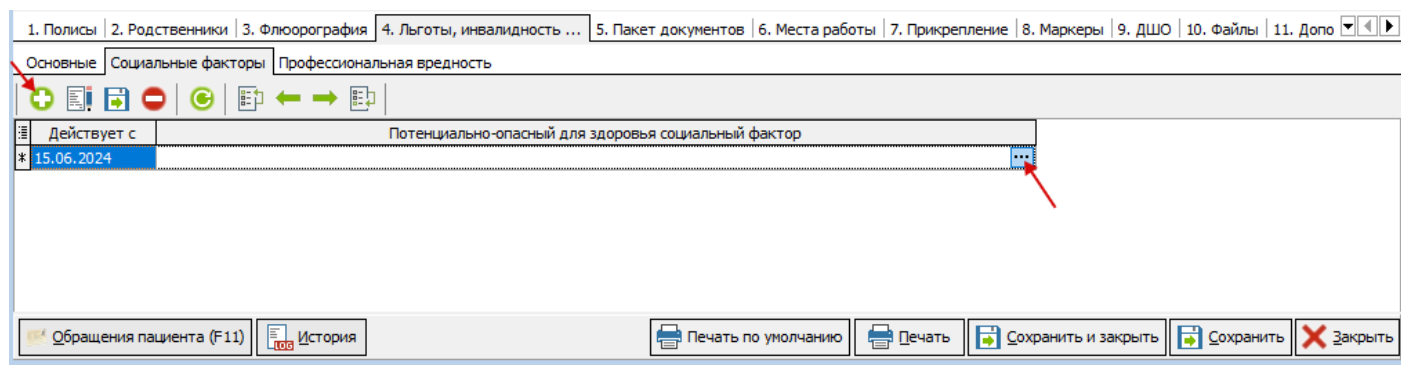 1. Полисы 2. Родственники 3. Флюорография 4. Льготы, инвалидность ... 5. Пакет документов 6. Места работы 7. Прикрепление 8. Маркеры 9. ДШО 10. Файлы 11. Допо
Основные Социальные факторы Профессиональная вредность
Действует с Потенциально-опасный для здоровья социальный фактор
* 15.06.2024 ...
Обращения пациента (F11) LOG История Печать по умолчанию Печать Сохранить и закрыть Сохранить Закрыть